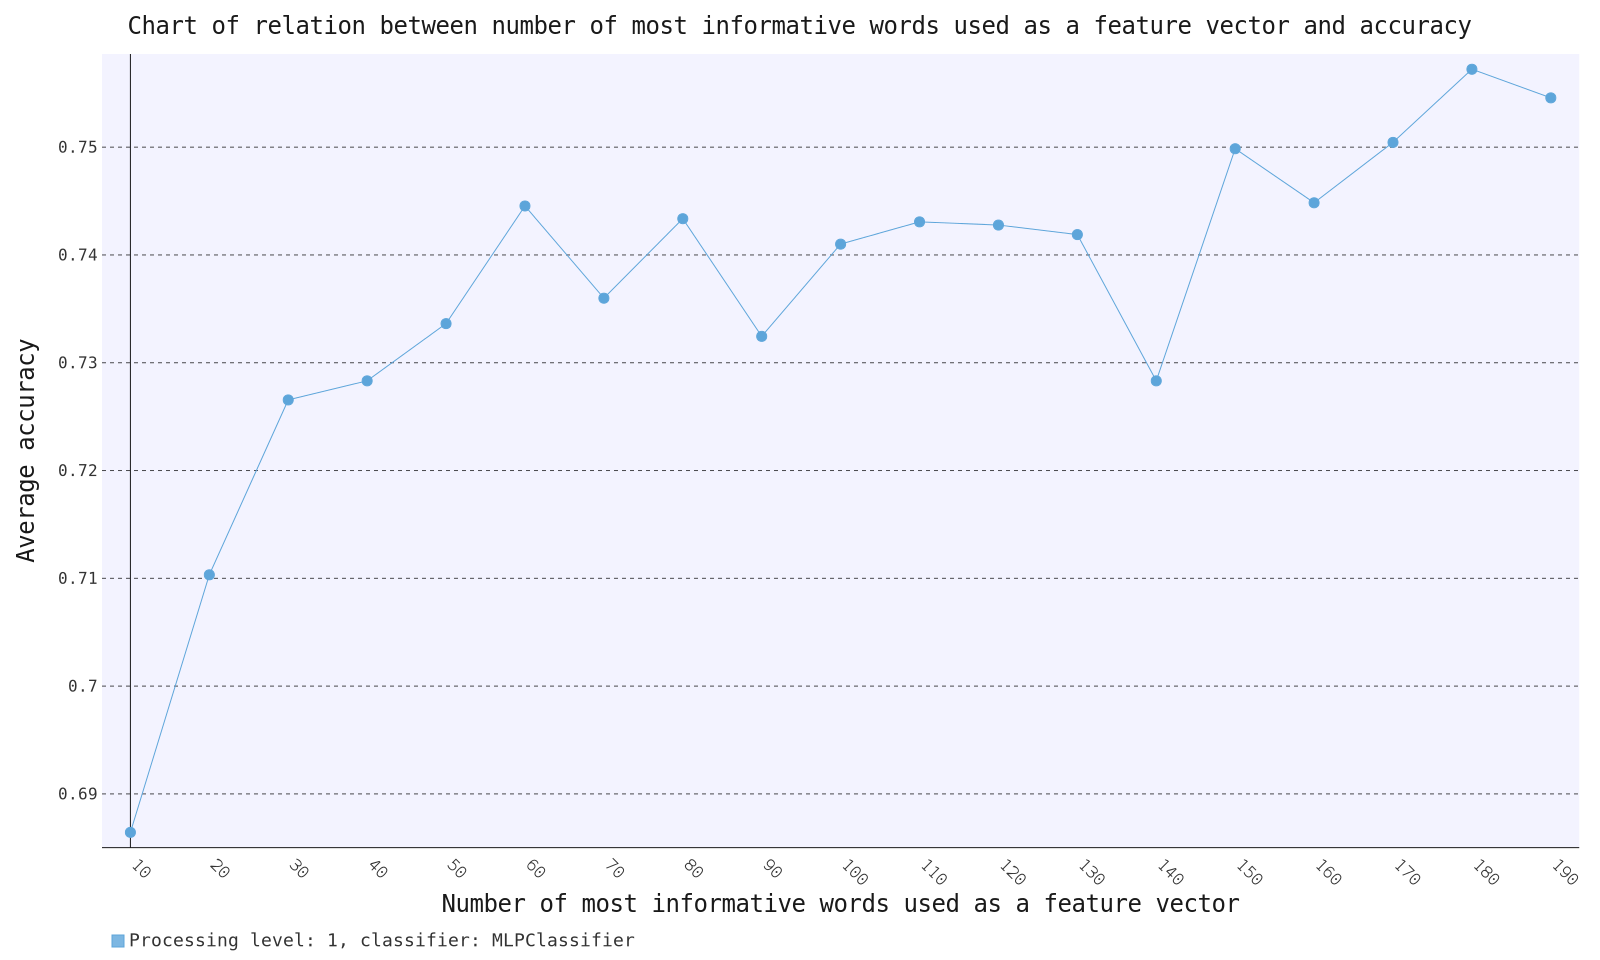 Chart of relation between number of most informative words used as a feature vector and accuracy
Average accuracy
0.75
0.74
0.73
0.72
0.71
0.7
0.69
10 20 30 40 50 60 70 80 90 100 110 120 130 140 150 160 170 180 190
Number of most informative words used as a feature vector
Processing level: 1, classifier: MLPClassifier